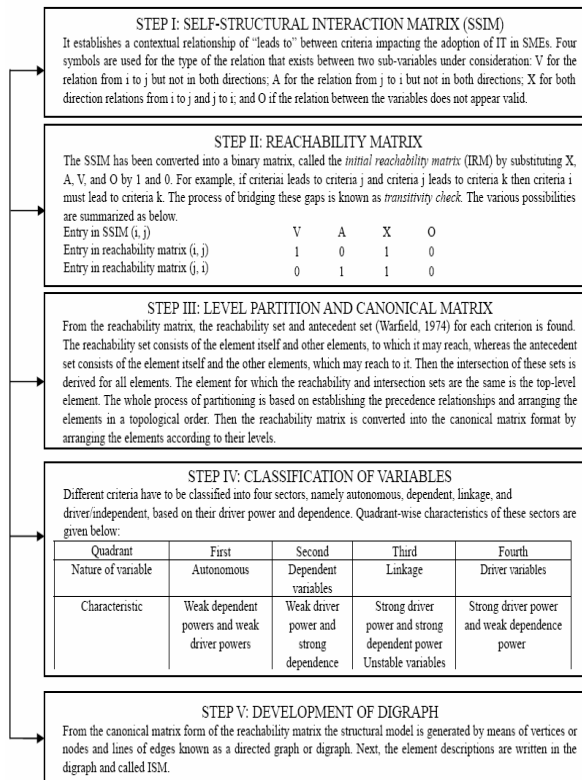 STEP I: SELF-STRUCTURAL INTERACTION MATRIX (SSIM)
It establishes a contextual relationship of “leads to” between criteria impacting the adoption of IT in SMEs. Four
symbols are used for the type of the relation that exists between two sub-variables under consideration: V for the
relation from i to j but not in both directions; A for the relation from j to i but not in both directions; X for both
direction relations from i to j and j to i; and O if the relation between the variables does not appear valid.
STEP II: REACHABILITY MATRIX
The SSIM has been converted into a binary matrix, called the initial reachability matrix (IRM) by substituting X,
A, V, and O by 1 and 0. For example, if criteriai leads to criteria j and criteria j leads to criteria k then criteria i
must lead to criteria k. The process of bridging these gaps is known as transitivity check. The various possibilities
are summarized as below.
Entry in SSIM (i, j) V A X O
Entry in reachability matrix (i, j) 1 0 1 0
Entry in reachability matrix (j, i) 0 1 1 0
STEP III: LEVEL PARTITION AND CANONICAL MATRIX
From the reachability matrix, the reachability set and antecedent set (Warfield, 1974) for each criterion is found.
The reachability set consists of the element itself and other elements, to which it may reach, whereas the antecedent
set consists of the element itself and the other elements, which may reach to it. Then the intersection of these sets is
derived for all elements. The element for which the reachability and intersection sets are the same is the top-level
element. The whole process of partitioning is based on establishing the precedence relationships and arranging the
elements in a topological order. Then the reachability matrix is converted into the canonical matrix format by
arranging the elements according to their levels.
STEP IV: CLASSIFICATION OF VARIABLES
Different criteria have to be classified into four sectors, namely autonomous, dependent, linkage, and
driver/independent, based on their driver power and dependence. Quadrant-wise characteristics of these sectors are
given below:
Quadrant First Second Third Fourth
Nature of variable Autonomous Dependent Linkage Driver variables
variables
Characteristic Weak dependent Weak driver Strong driver Strong driver power
powers and weak power and power and strong and weak dependence
driver powers strong dependent power power
dependence Unstable variables
STEP V: DEVELOPMENT OF DIGRAPH
From the canonical matrix form of the reachability matrix the structural model is generated by means of vertices or
nodes and lines of edges known as a directed graph or digraph. Next, the element descriptions are written in the
digraph and called ISM.